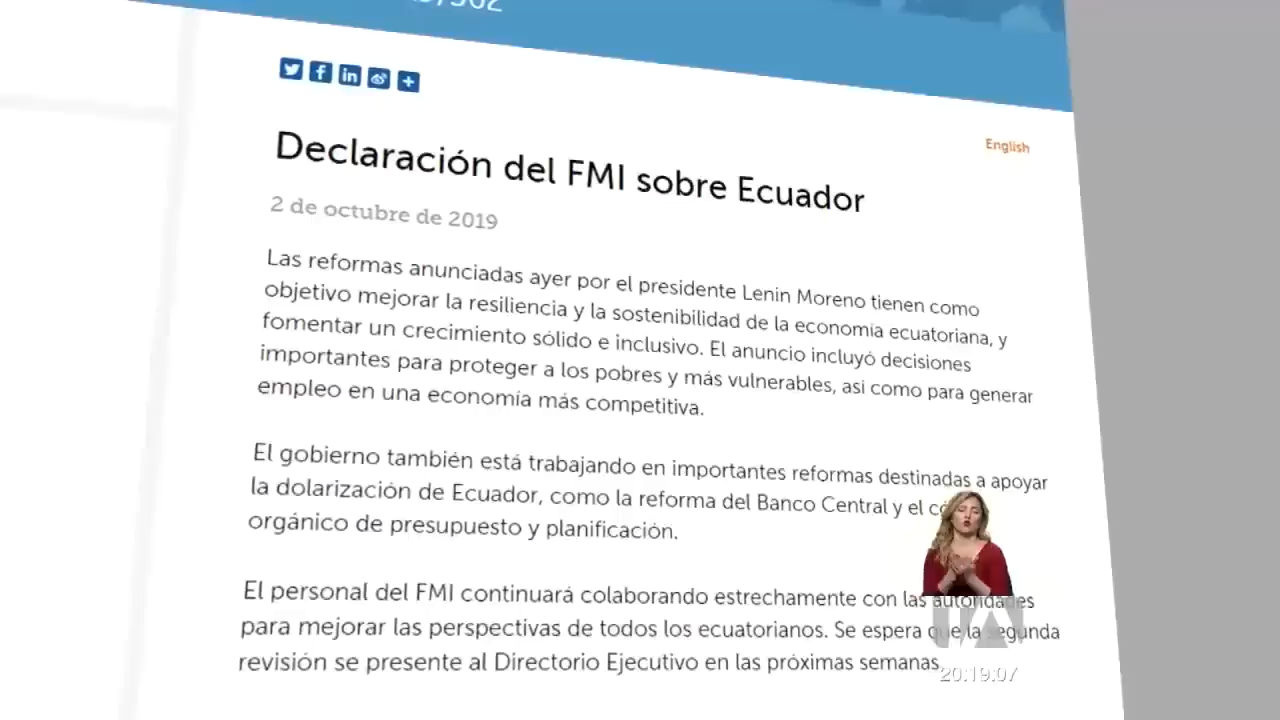 English
Declaración del FMI sobre Ecuador
2 de octubre de 2019
Las reformas anunciadas ayer por el presidente Lenin Moreno tienen como
objetivo mejorar la resiliencia y la sostenibilidad de la economía ecuatoriana, y
fomentar un crecimiento sólido e inclusivo. El anuncio incluyó decisiones
importantes para proteger a los pobres y más vulnerables, así como para generar
empleo en una economía más competitiva.
El gobierno también está trabajando en importantes reformas destinadas a apoyar
la dolarización de Ecuador, como la reforma del Banco Central y el
orgánico de presupuesto y planificación.
El personal del FMI continuará colaborando estrechamente con las autoridades
para mejorar las perspectivas de todos los ecuatorianos. Se espera que la segunda
revisión se presente al Directorio Ejecutivo en las próximas semanas.
20:19:07